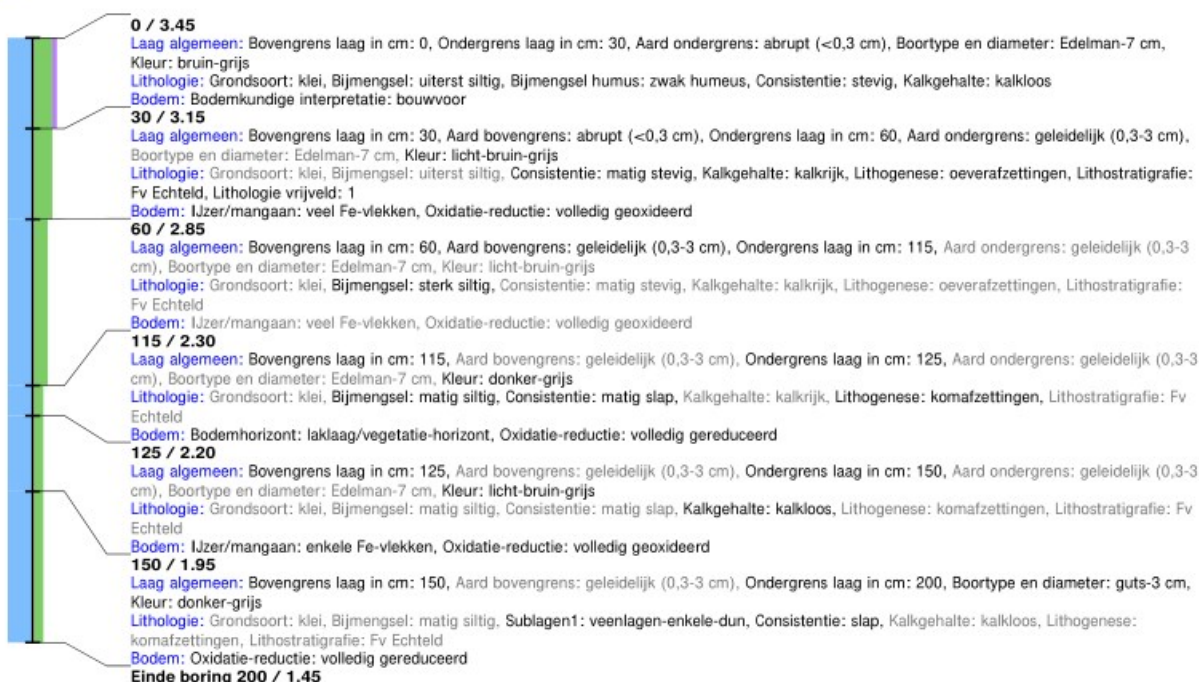 0 / 3.45
Laag algemeen: Bovengrens laag in cm: 0, Ondergrens laag in cm: 30, Aard ondergrens: abrupt (<0,3 cm), Boortype en diameter: Edelman-7 cm,
Kleur: bruin-grijs
Lithologie: Grondsoort: klei, Bijmengsel: uiterst siltig, Bijmengsel humus: zwak humeus, Consistentie: stevig, Kalkgehalte: kalkloos
Bodem: Bodemkundige interpretatie: bouwvoor
30 / 3.15
Laag algemeen: Bovengrens laag in cm: 30, Aard bovengrens: abrupt (<0,3 cm), Ondergrens laag in cm: 60, Aard ondergrens: geleidelijk (0,3-3 cm),
Boortype en diameter: Edelman-7 cm, Kleur: licht-bruin-grijs
Lithologie: Grondsoort: klei, Bijmengsel: uiterst siltig, Consistentie: matig stevig, Kalkgehalte: kalkrijk, Lithogenese: oeverafzettingen, Lithostratigrafie:
Fv Echteld, Lithologie vrijveld: 1
Bodem: IJzer/mangaan: veel Fe-vlekken, Oxidatie-reductie: volledig geoxideerd
60 / 2.85
Laag algemeen: Bovengrens laag in cm: 60, Aard bovengrens: geleidelijk (0,3-3 cm), Ondergrens laag in cm: 115, Aard ondergrens: geleidelijk (0,3-3
cm), Boortype en diameter: Edelman-7 cm, Kleur: licht-bruin-grijs
Lithologie: Grondsoort: klei, Bijmengsel: sterk siltig, Consistentie: matig stevig, Kalkgehalte: kalkrijk, Lithogenese: oeverafzettingen, Lithostratigrafie:
Fv Echteld
Bodem: IJzer/mangaan: veel Fe-vlekken, Oxidatie-reductie: volledig geoxideerd
115 / 2.30
Laag algemeen: Bovengrens laag in cm: 115, Aard bovengrens: geleidelijk (0,3-3 cm), Ondergrens laag in cm: 125, Aard ondergrens: geleidelijk (0,3-3
cm), Boortype en diameter: Edelman-7 cm, Kleur: donker-grijs
Lithologie: Grondsoort: klei, Bijmengsel: matig siltig, Consistentie: matig slap, Kalkgehalte: kalkrijk, Lithogenese: komafzettingen, Lithostratigrafie: Fv
Echteld
Bodem: Bodemhorizont: laklaag/vegetatie-horizont, Oxidatie-reductie: volledig gereduceerd
125 / 2.20
Laag algemeen: Bovengrens laag in cm: 125, Aard bovengrens: geleidelijk (0,3-3 cm), Ondergrens laag in cm: 150, Aard ondergrens: geleidelijk (0,3-3
cm), Boortype en diameter: Edelman-7 cm, Kleur: licht-bruin-grijs
Lithologie: Grondsoort: klei, Bijmengsel: matig siltig, Consistentie: matig slap, Kalkgehalte: kalkloos, Lithogenese: komafzettingen, Lithostratigrafie: Fv
Echteld
Bodem: IJzer/mangaan: enkele Fe-vlekken, Oxidatie-reductie: volledig geoxideerd
150 / 1.95
Laag algemeen: Bovengrens laag in cm: 150, Aard bovengrens: geleidelijk (0,3-3 cm), Ondergrens laag in cm: 200, Boortype en diameter: guts-3 cm,
Kleur: donker-grijs
Lithologie: Grondsoort: klei, Bijmengsel: matig siltig, Sublagen1: veenlagen-enkele-dun, Consistentie: slap, Kalkgehalte: kalkloos, Lithogenese:
komafzettingen, Lithostratigrafie: Fv Echteld
Bodem: Oxidatie-reductie: volledig gereduceerd
Einde boring 200 / 1.45